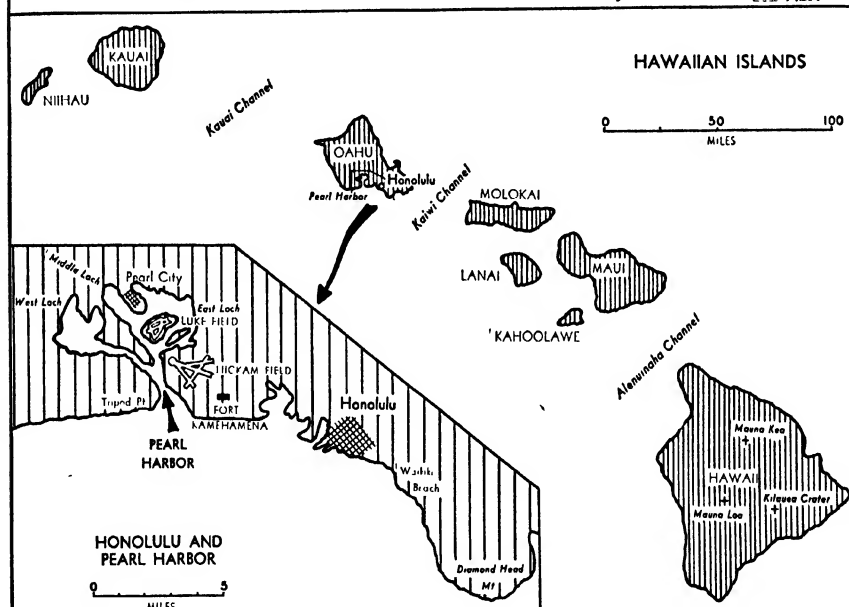 KAUAI
HAWAIIAN ISLANDS
NIIHAU
Kauai Channel
0 50 100
MILES
OAHU
Honolulu
Pearl Harbor
Kaiwi Channel
MOLOKAI
LANAI
MAUI
'KAHOOLAWE
Alenuinaha Channel
Middle Loch
Pearl City
West Loch
East Loch
LUKE FIELD
HICKAM FIELD
Tripod Pt
FORT
KAMEHAMENA
Honolulu
PEARL
HARBOR
Waikiki
Beach
Mauna Kea
HAWAII
Mauna Loa
Kilauea Crater
HONOLULU AND
PEARL HARBOR
Diamond Head
Mt
0 5
MILES